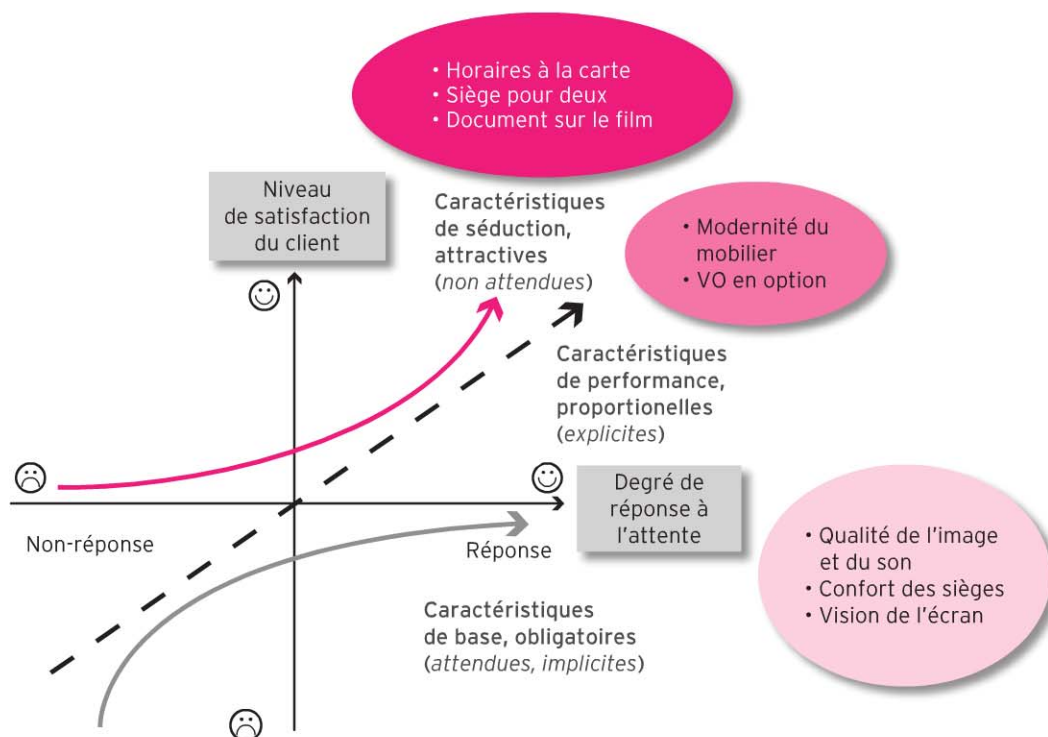 • Horaires à la carte
• Siège pour deux
• Document sur le film
Niveau
de satisfaction
du client
Caractéristiques
de séduction,
attractives
(non attendues)
• Modernité du
mobilier
• VO en option
Caractéristiques
de performance,
proportionelles
(explicites)
Degré de
réponse à
l'attente
Non-réponse
Réponse
• Qualité de l'image
et du son
• Confort des sièges
• Vision de l'écran
Caractéristiques
de base, obligatoires
(attendues, implicites)